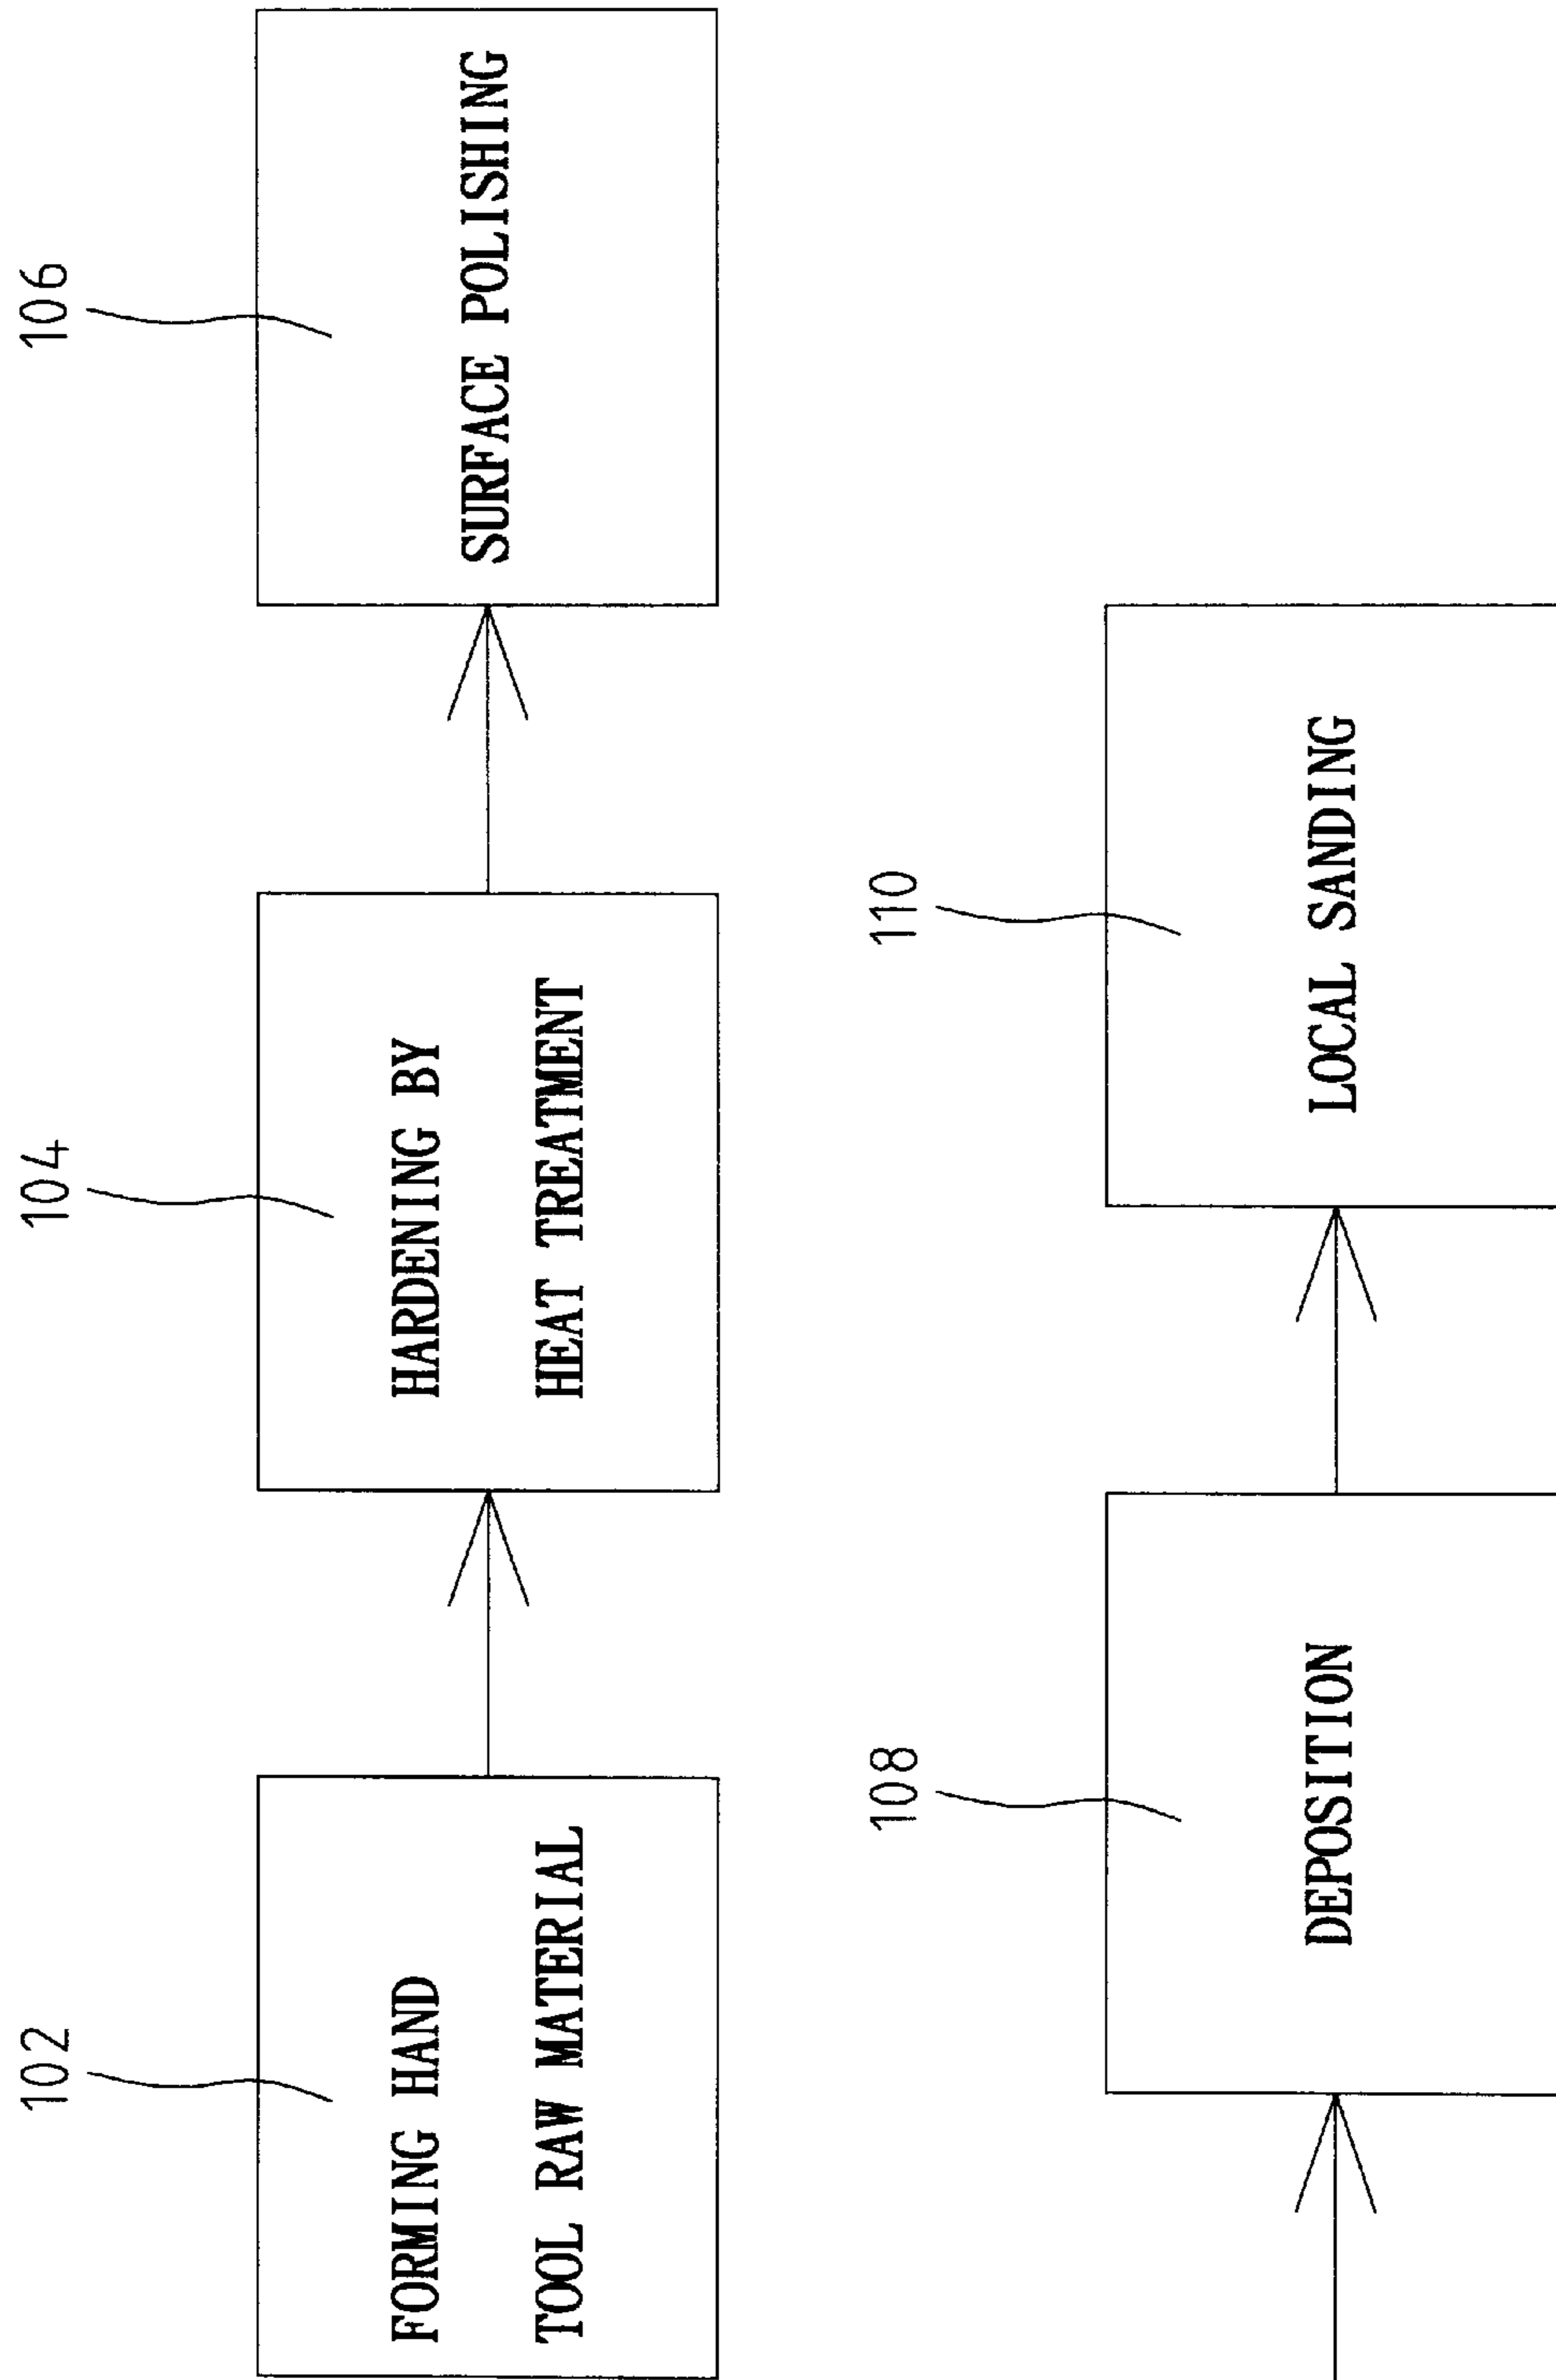 102
FORMING HAND
TOOL RAW MATERIAL
104
HARDENING BY
HEAT TREATMENT
106
SURFACE POLISHING
108
DEPOSITION
110
LOCAL SANDING